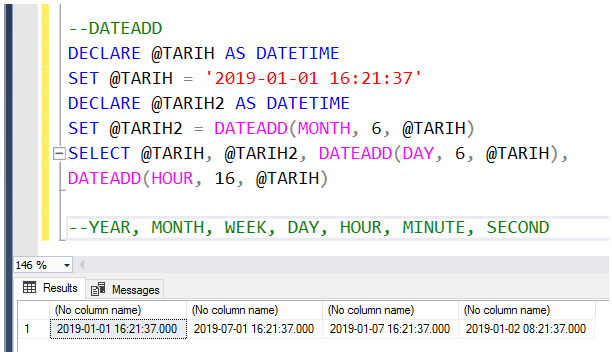 --DATEADD
DECLARE @TARIH AS DATETIME
SET @TARIH = '2019-01-01 16:21:37'
DECLARE @TARIH2 AS DATETIME
SET @TARIH2 = DATEADD(MONTH, 6, @TARIH)
SELECT @TARIH, @TARIH2, DATEADD(DAY, 6, @TARIH),
DATEADD(HOUR, 16, @TARIH)
--YEAR, MONTH, WEEK, DAY, HOUR, MINUTE, SECOND
146 %
Results Messages
(No column name) (No column name) (No column name) (No column name)
1 2019-01-01 16:21:37.000 2019-07-01 16:21:37.000 2019-01-07 16:21:37.000 2019-01-02 08:21:37.000